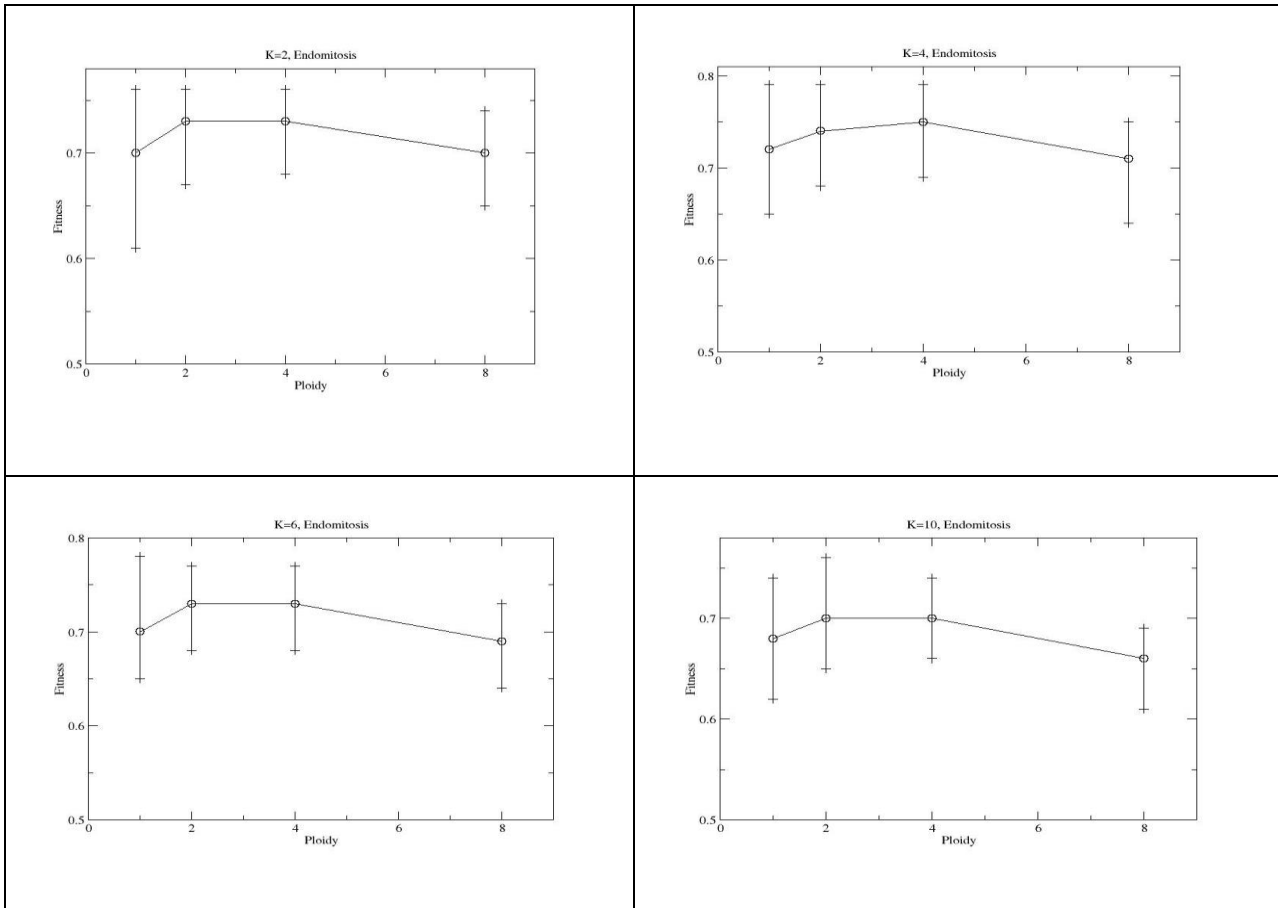 K=2, Endomitosis
Fitness
0.7
0.6
0.5
0 2 4 6 8
Ploidy
K=4, Endomitosis
Fitness
0.8
0.7
0.6
0.5
0 2 4 6 8
Ploidy
K=6, Endomitosis
Fitness
0.8
0.7
0.6
0.5
0 2 4 6 8
Ploidy
K=10, Endomitosis
Fitness
0.7
0.6
0.5
0 2 4 6 8
Ploidy